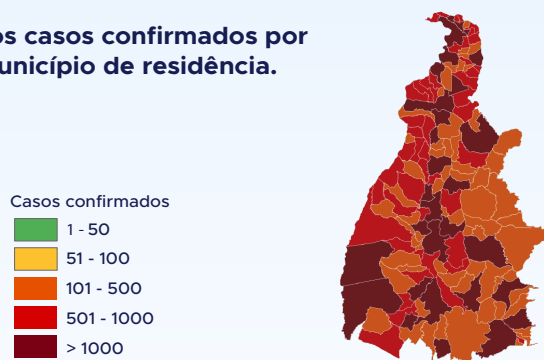 os casos confirmados por
unicípio de residência.
Casos confirmados
1 - 50
51 - 100
101 - 500
501 - 1000
> 1000